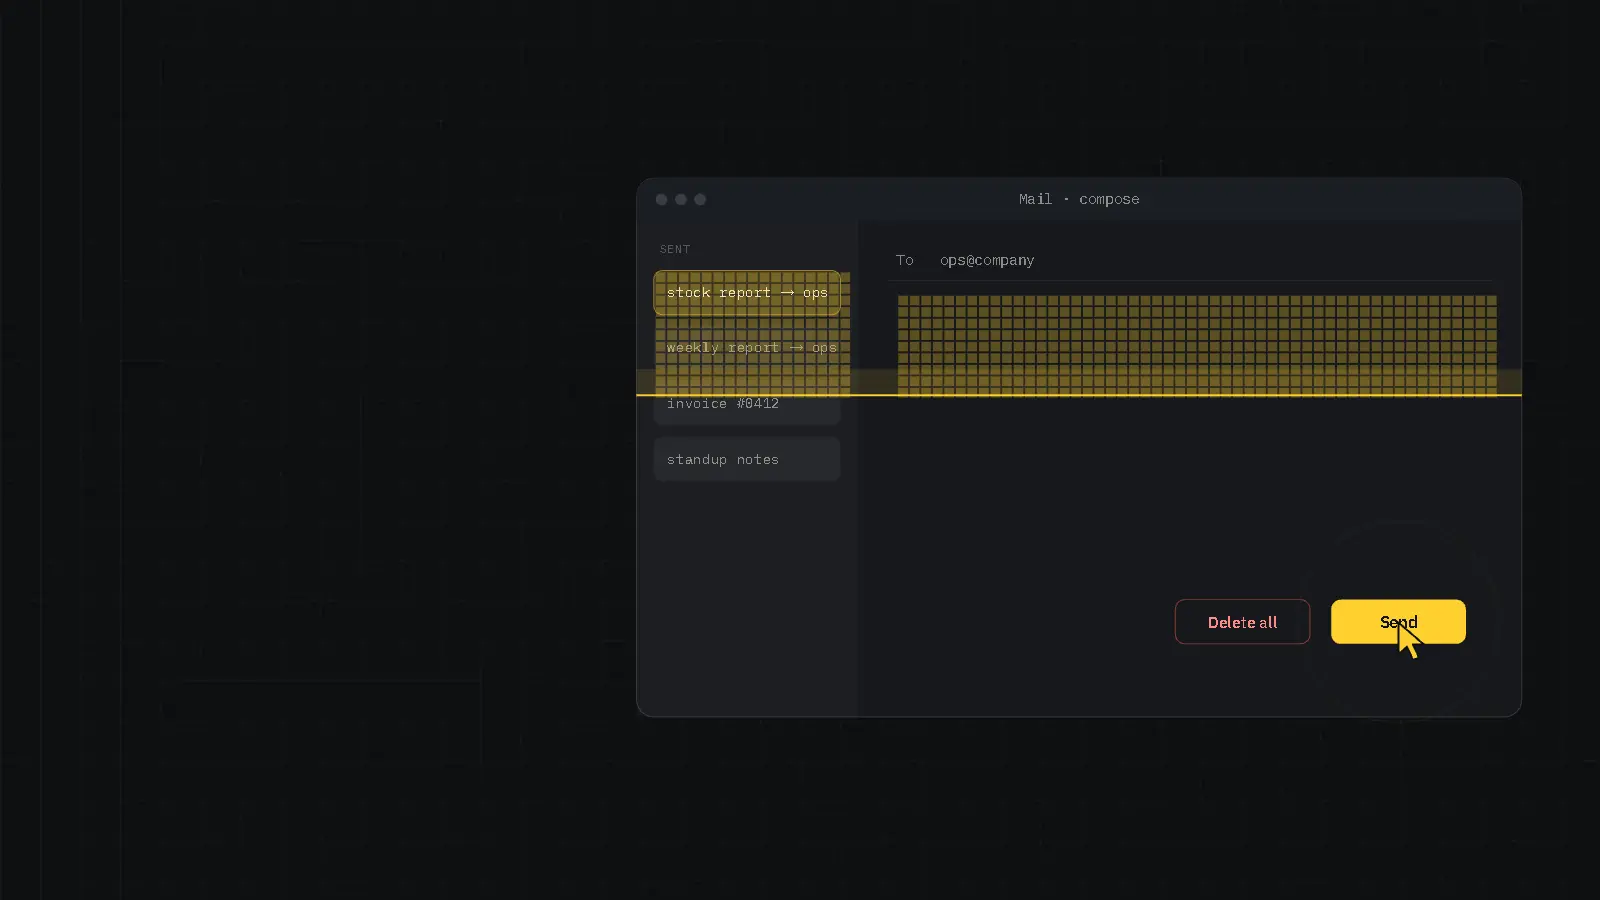 Mail · compose
SENT
stock report → ops
weekly report → ops
invoice #0412
standup notes
To ops@company
Delete all
Send